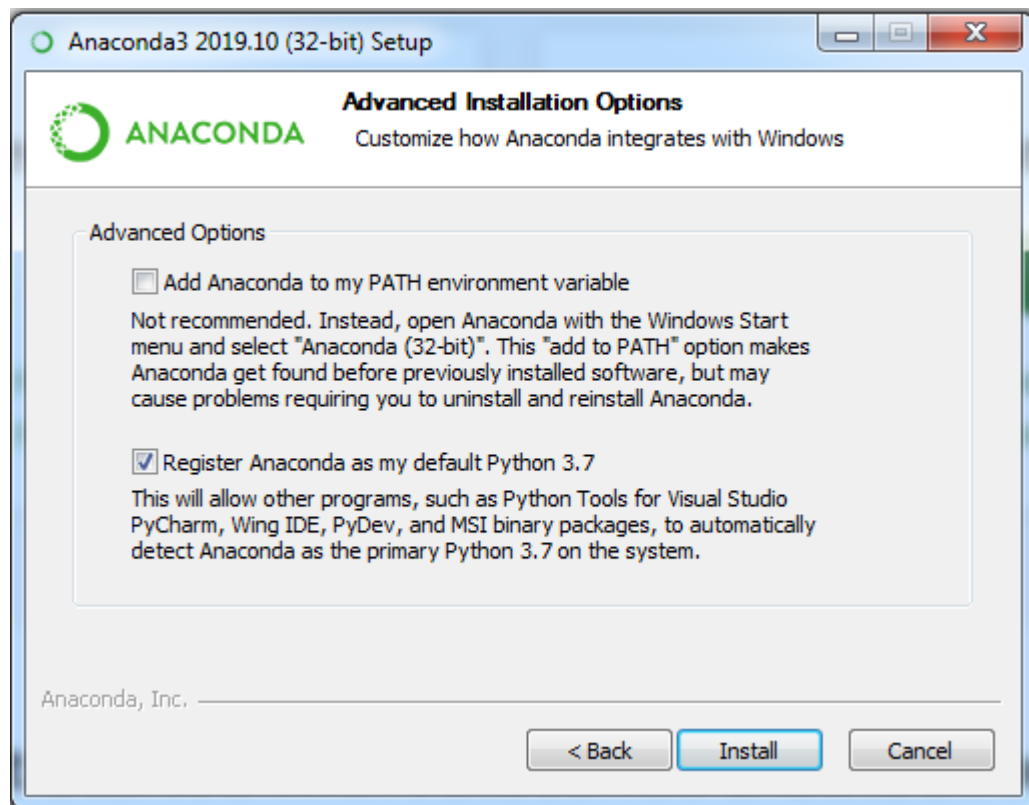 Anaconda3 2019.10 (32-bit) Setup
ANACONDA
Advanced Installation Options
Customize how Anaconda integrates with Windows
Advanced Options
Add Anaconda to my PATH environment variable
Not recommended. Instead, open Anaconda with the Windows Start
menu and select "Anaconda (32-bit)". This "add to PATH" option makes
Anaconda get found before previously installed software, but may
cause problems requiring you to uninstall and reinstall Anaconda.
Register Anaconda as my default Python 3.7
This will allow other programs, such as Python Tools for Visual Studio
PyCharm, Wing IDE, PyDev, and MSI binary packages, to automatically
detect Anaconda as the primary Python 3.7 on the system.
Anaconda, Inc.
< Back Install Cancel